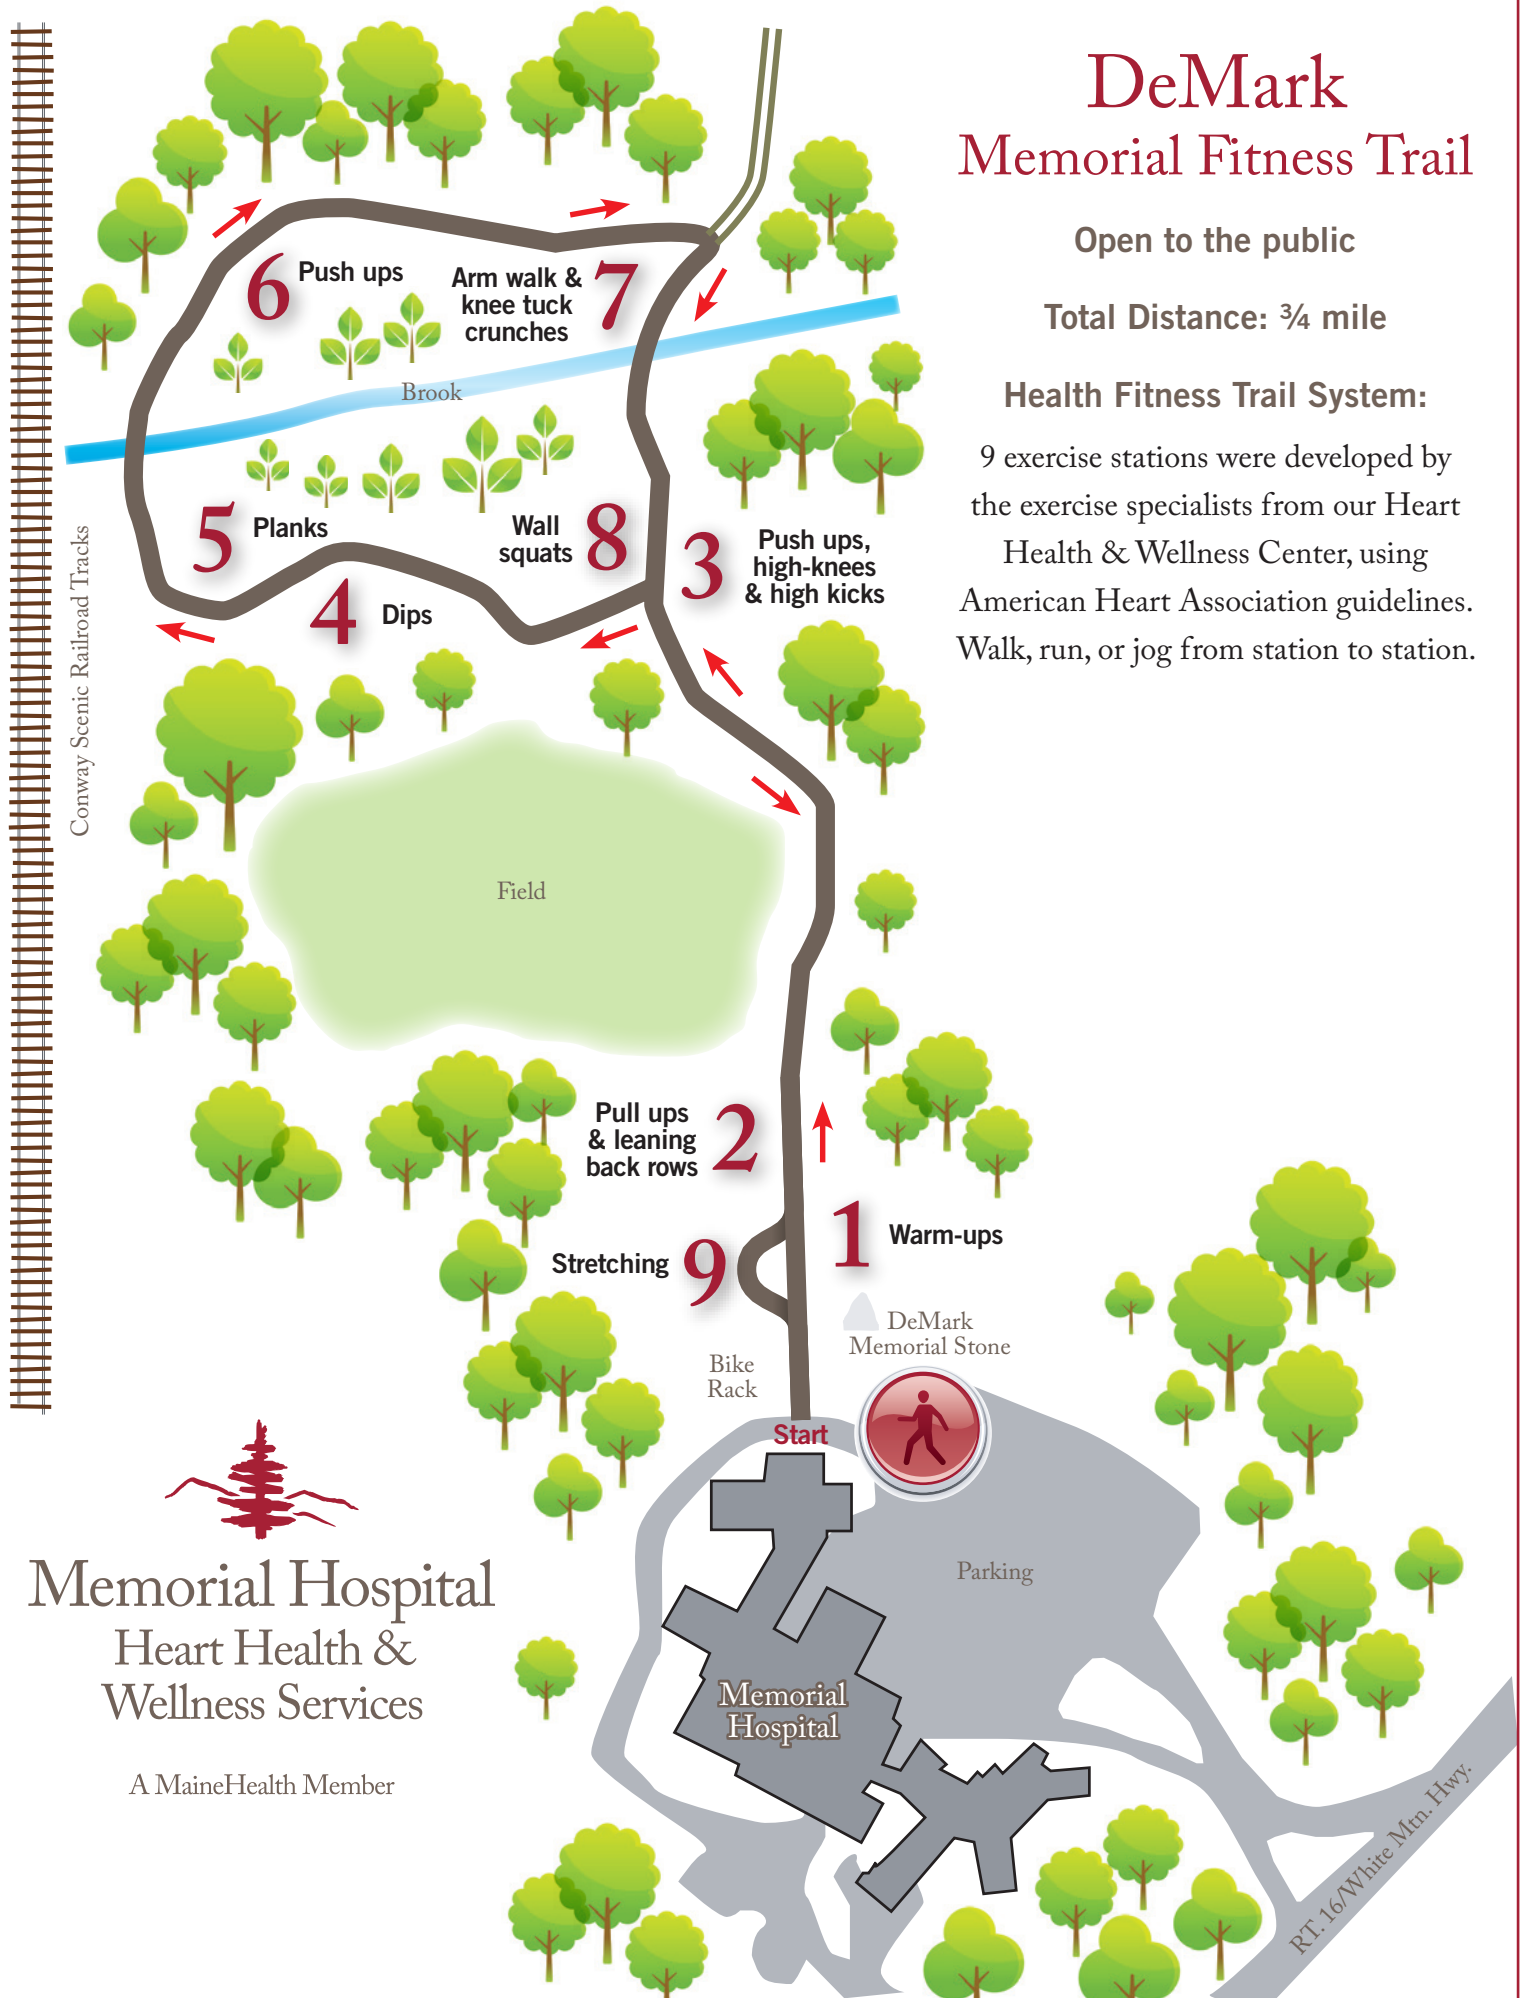 DeMark
Memorial Fitness Trail
Open to the public
Total Distance: ¾ mile
Health Fitness Trail System:
9 exercise stations were developed by
the exercise specialists from our Heart
Health & Wellness Center, using
American Heart Association guidelines.
Walk, run, or jog from station to station.
6 Push ups
Arm walk &
knee tuck
crunches
7
Brook
5 Planks
Wall
squats
8
3
Push ups,
high-knees
& high kicks
4 Dips
Conway Scenic Railroad Tracks
Field
Pull ups
& leaning
back rows
2
1 Warm-ups
Stretching 9
DeMark
Memorial Stone
Bike
Rack
Start
Parking
Memorial
Hospital
RT. 16/White Mtn. Hwy.
Memorial Hospital
Heart Health &
Wellness Services
A MaineHealth Member